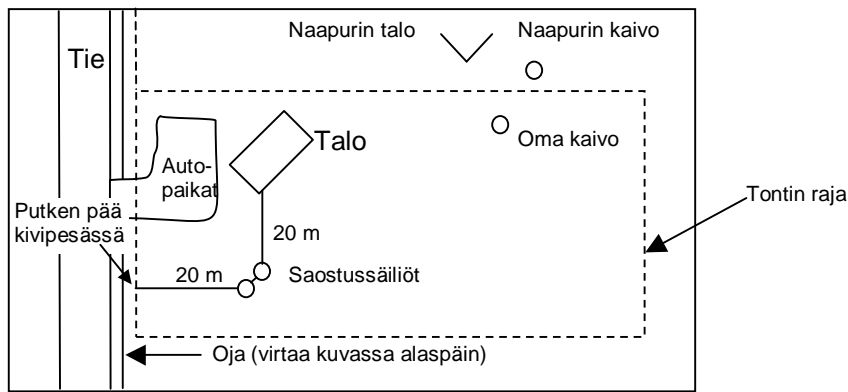 Naapurin talo
Naapurin kaivo
Tie
Talo
Oma kaivo
Auto-
paikat
Tontin raja
Putken pää
kivipesässä
20 m
20 m
Saostussäiliöt
Oja (virtaa kuvassa alaspäin)